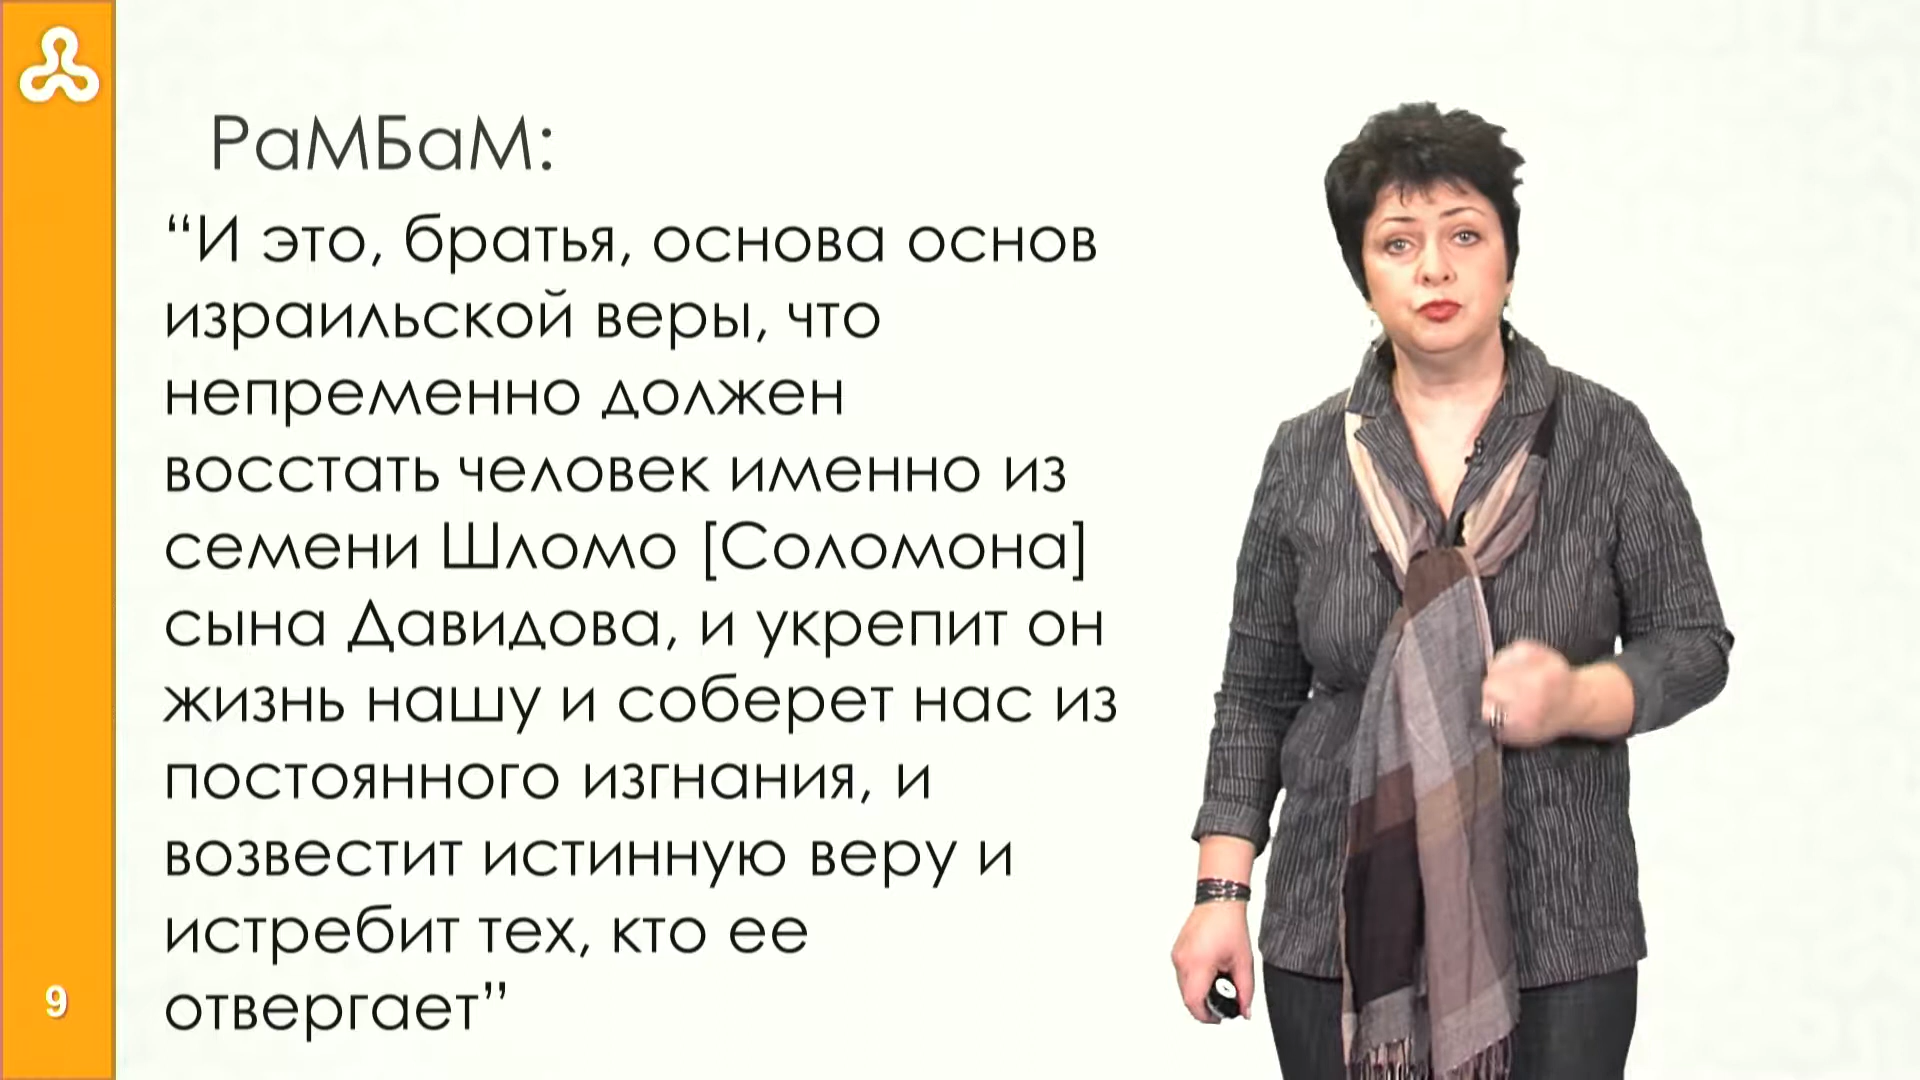 РаМБаМ:
“И это, братья, основа основ
израильской веры, что
непременно должен
восстать человек именно из
семени Шломо [Соломона]
сына Давидова, и укрепит он
жизнь нашу и соберет нас из
постоянного изгнания, и
возвестит истинную веру и
истребит тех, кто ее
отвергает”
9